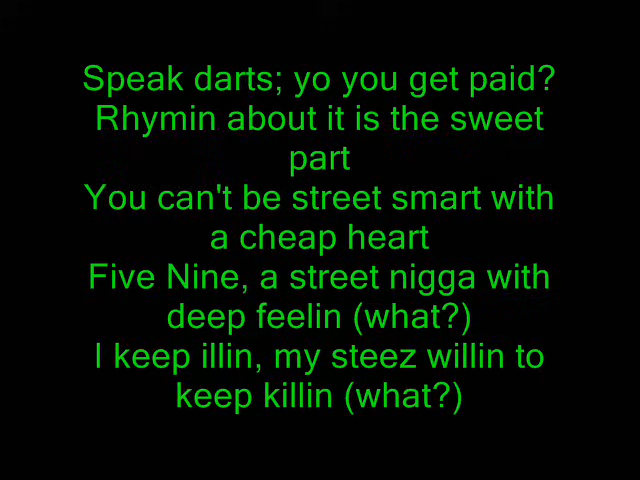 Speak darts; yo you get paid?
Rhymin about it is the sweet
part
You can't be street smart with
a cheap heart
Five Nine, a street nigga with
deep feelin (what?)
I keep illin, my steez willin to
keep killin (what?)